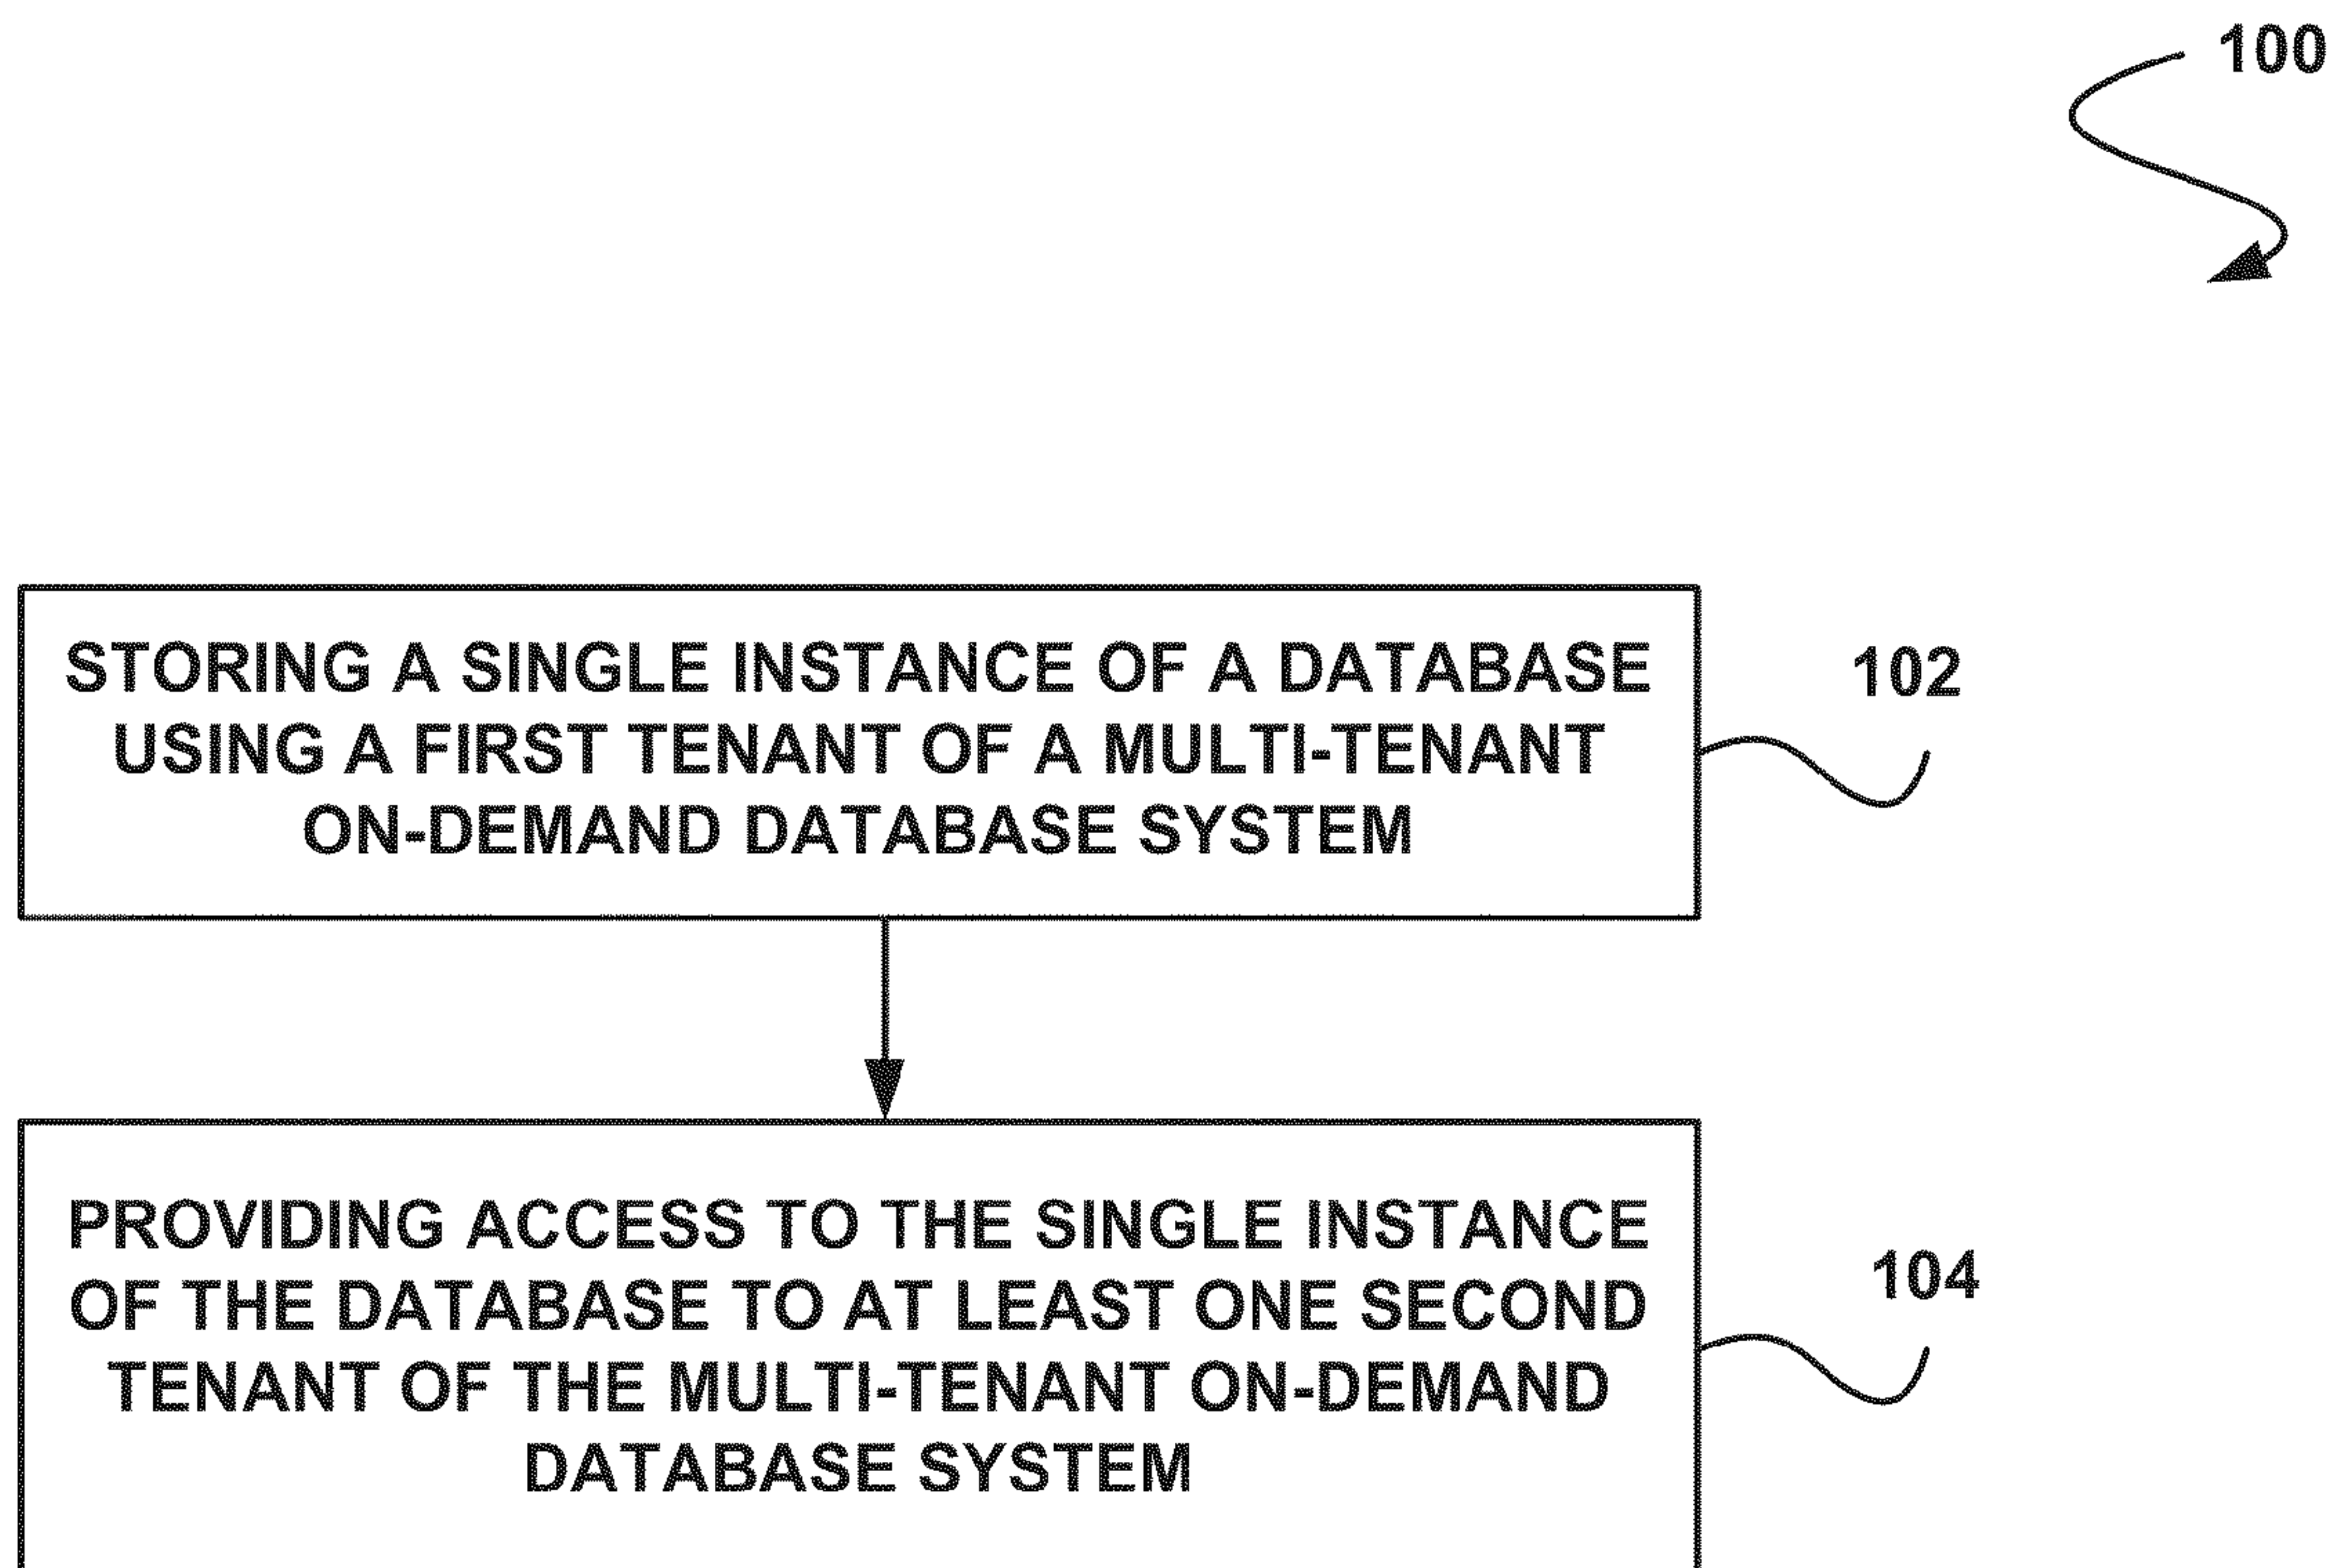 100
STORING A SINGLE INSTANCE OF A DATABASE
USING A FIRST TENANT OF A MULTI-TENANT
ON-DEMAND DATABASE SYSTEM
102
PROVIDING ACCESS TO THE SINGLE INSTANCE
OF THE DATABASE TO AT LEAST ONE SECOND
TENANT OF THE MULTI-TENANT ON-DEMAND
DATABASE SYSTEM
104